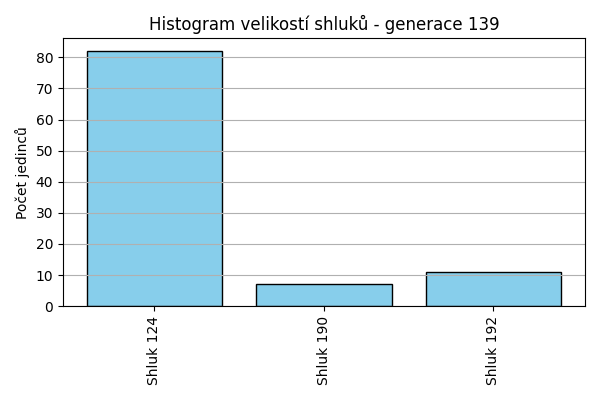 Histogram velikostí shluků - generace 139
Počet jedinců
80
70
60
50
40
30
20
10
0
Shluk 124
Shluk 190
Shluk 192